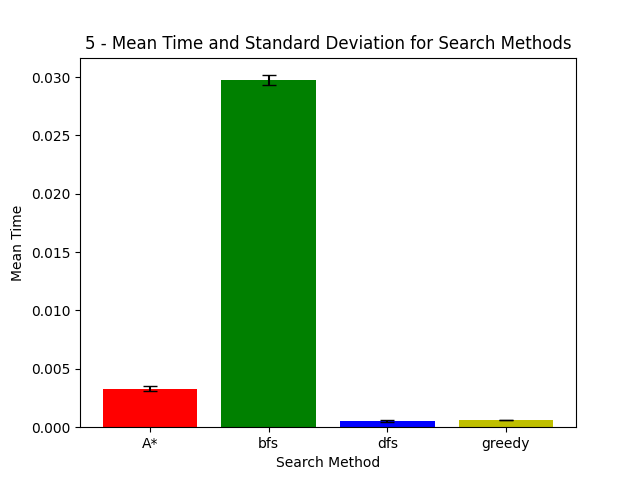 5 - Mean Time and Standard Deviation for Search Methods
0.030
0.025
0.020
0.015
0.010
0.005
0.000
Mean Time
A* bfs dfs greedy
Search Method